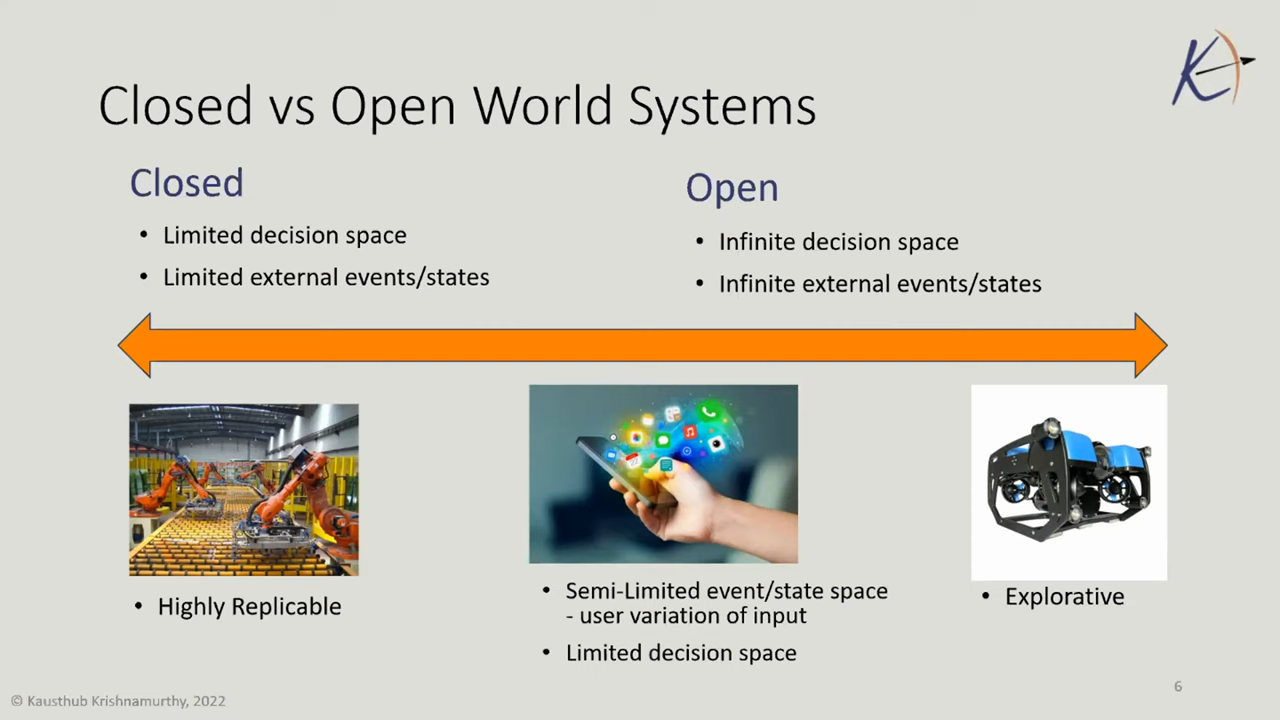 Closed vs Open World Systems
Closed
• Limited decision space
• Limited external events/states
Open
• Infinite decision space
• Infinite external events/states
• Highly Replicable
• Semi-Limited event/state space
- user variation of input
• Limited decision space
• Explorative
© Kausthub Krishnamurthy, 2022
6